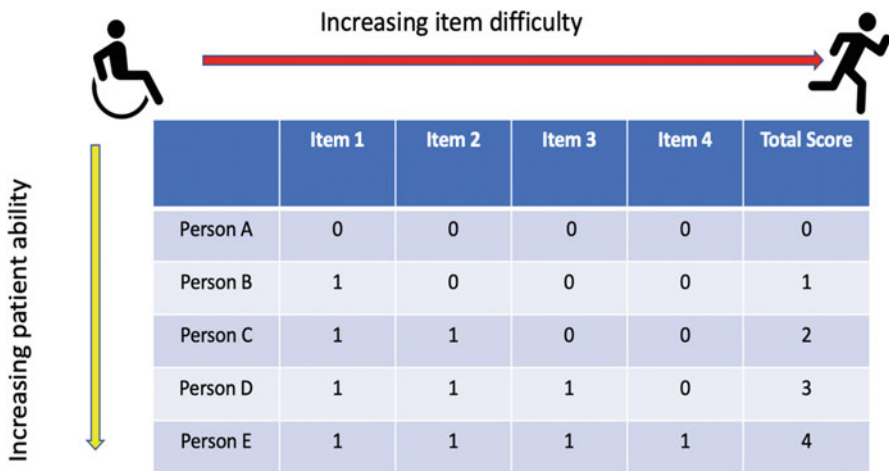 Increasing item difficulty
Increasing patient ability
Item 1 Item 2 Item 3 Item 4 Total Score
Person A 0 0 0 0 0
Person B 1 0 0 0 1
Person C 1 1 0 0 2
Person D 1 1 1 0 3
Person E 1 1 1 1 4